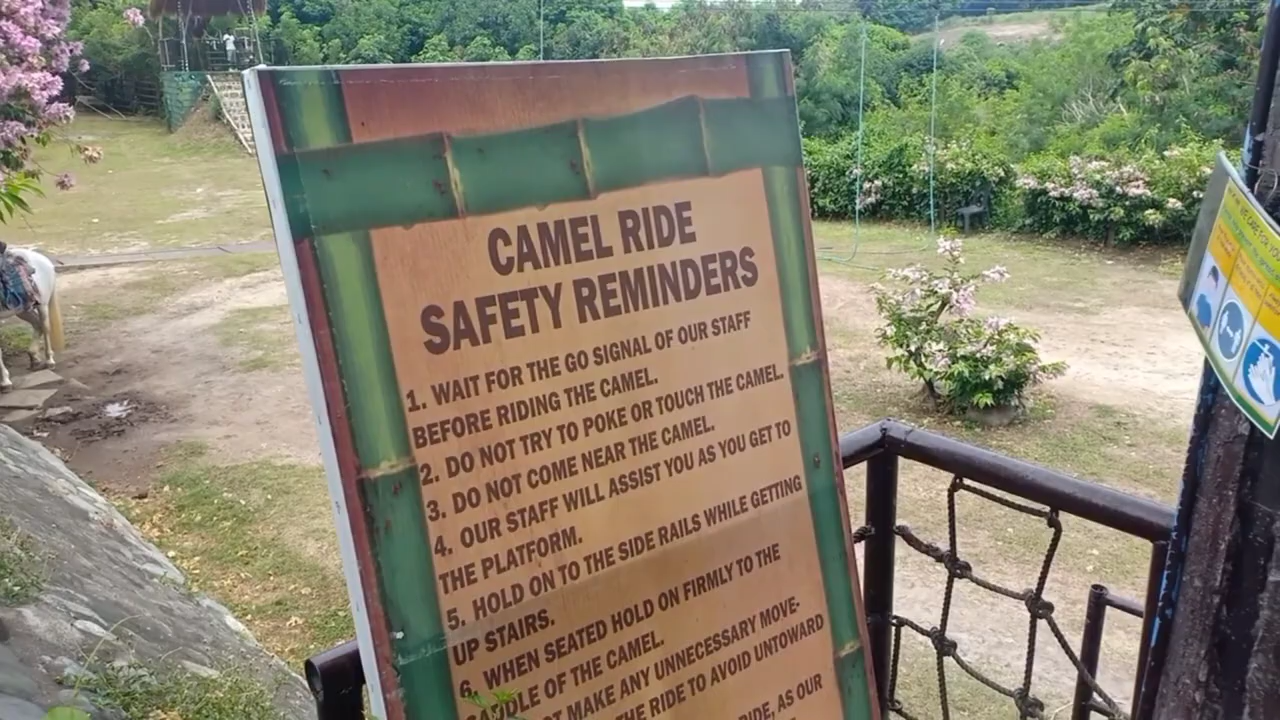 CAMEL RIDE
SAFETY REMINDERS
1. WAIT FOR THE GO SIGNAL OF OUR STAFF
BEFORE RIDING THE CAMEL.
2. DO NOT TRY TO POKE OR TOUCH THE CAMEL.
3. DO NOT COME NEAR THE CAMEL.
4. OUR STAFF WILL ASSIST YOU AS YOU GET TO
THE PLATFORM.
5. HOLD ON TO THE SIDE RAILS WHILE GETTING
UP STAIRS.
6. WHEN SEATED HOLD ON FIRMLY TO THE
SADDLE OF THE CAMEL.
MAKE ANY UNNECESSARY MOVE-
THE RIDE TO AVOID UNTOWARD
RIDE, AS OUR